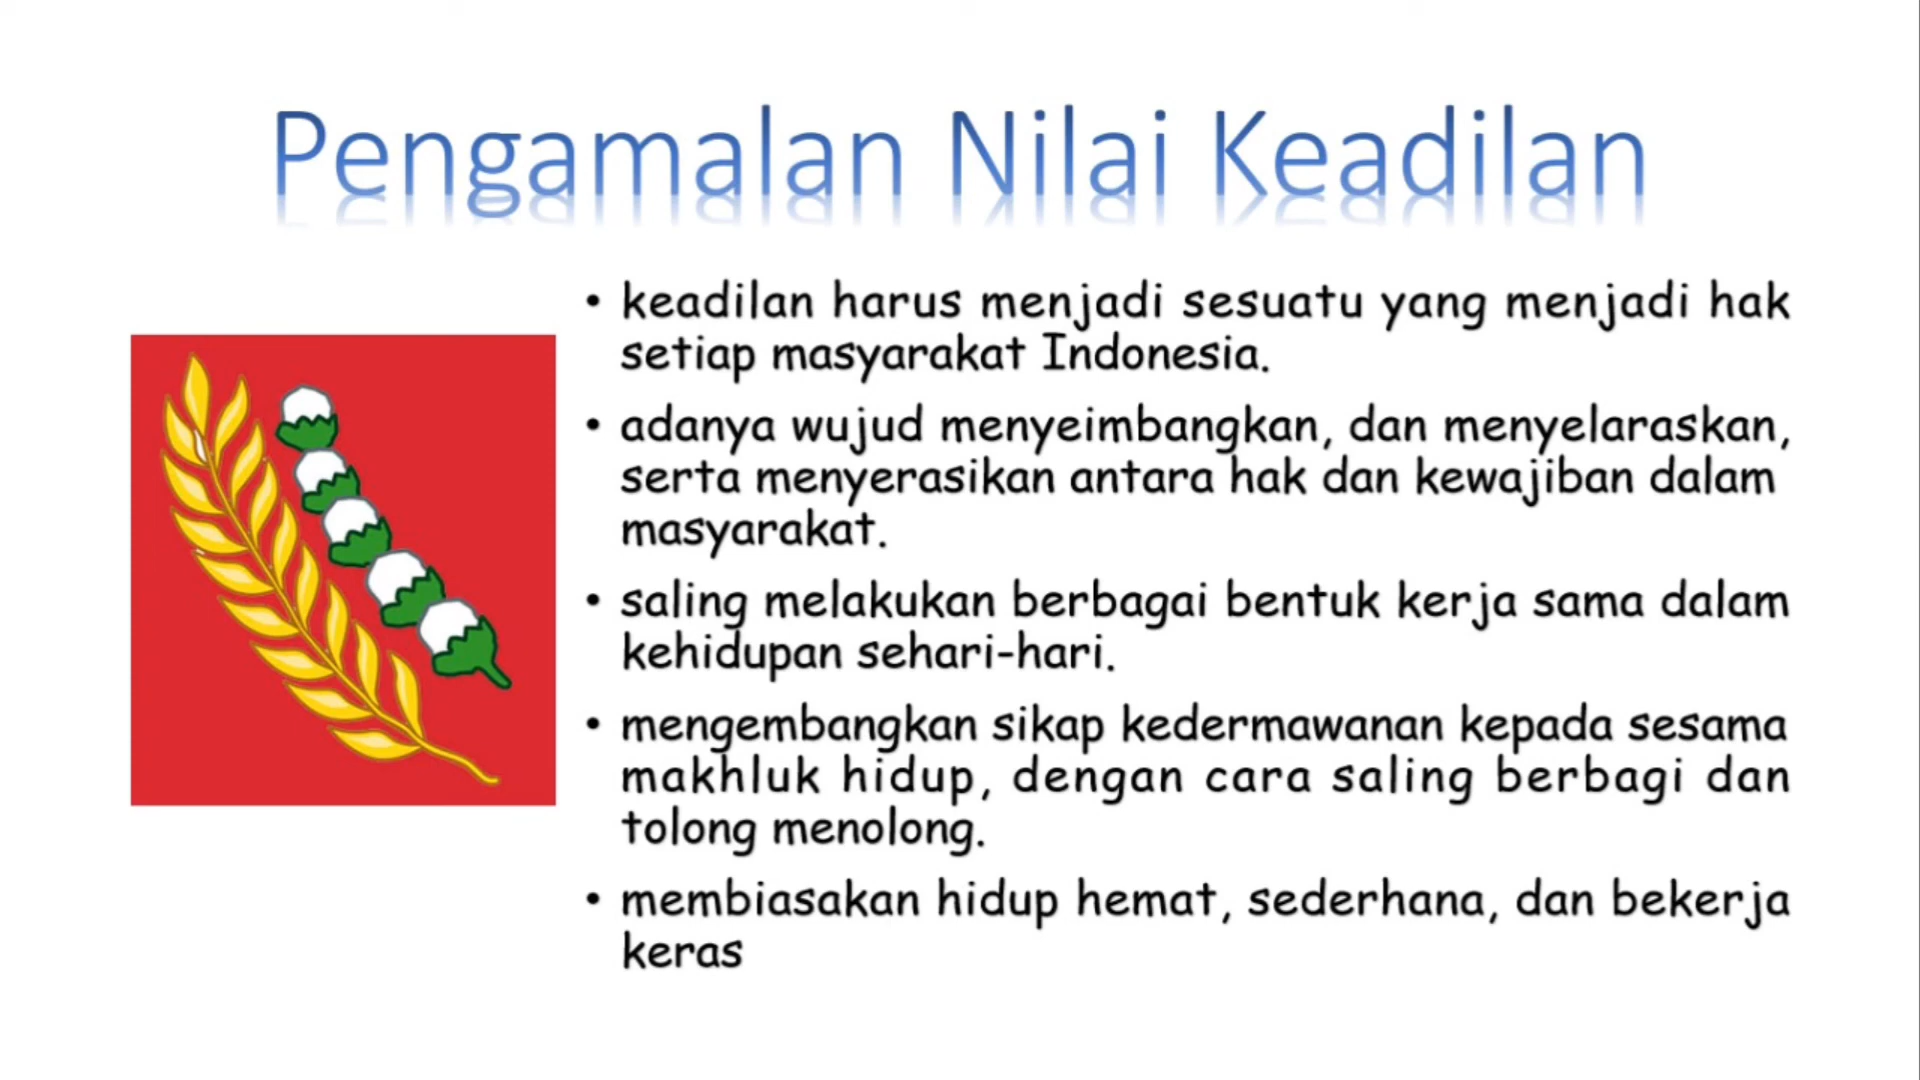 Pengamalan Nilai Keadilan
• keadilan harus menjadi sesuatu yang menjadi hak
setiap masyarakat Indonesia.
• adanya wujud menyeimbangkan, dan menyelaraskan,
serta menyerasikan antara hak dan kewajiban dalam
masyarakat.
• saling melakukan berbagai bentuk kerja sama dalam
kehidupan sehari-hari.
• mengembangkan sikap kedermawanan kepada sesama
makhluk hidup, dengan cara saling berbagi dan
tolong menolong.
• membiasakan hidup hemat, sederhana, dan bekerja
keras